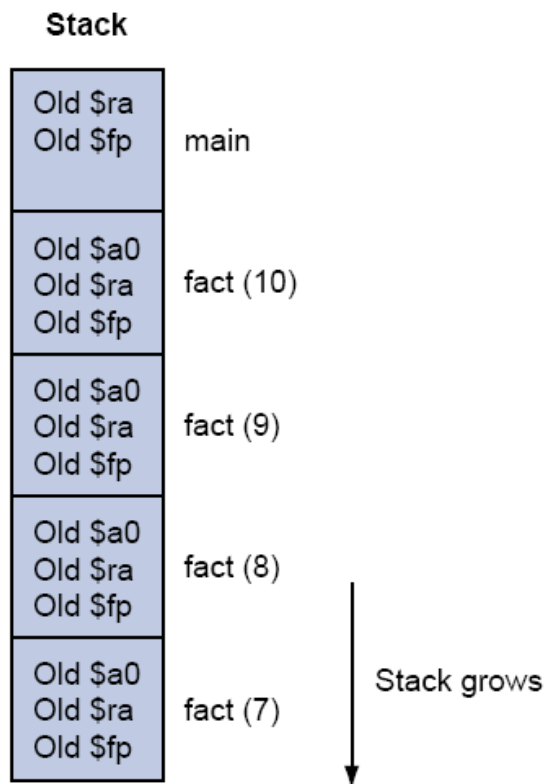 Stack
Old $ra
Old $fp
main
Old $a0
Old $ra
Old $fp
fact (10)
Old $a0
Old $ra
Old $fp
fact (9)
Old $a0
Old $ra
Old $fp
fact (8)
Old $a0
Old $ra
Old $fp
fact (7)
Stack grows